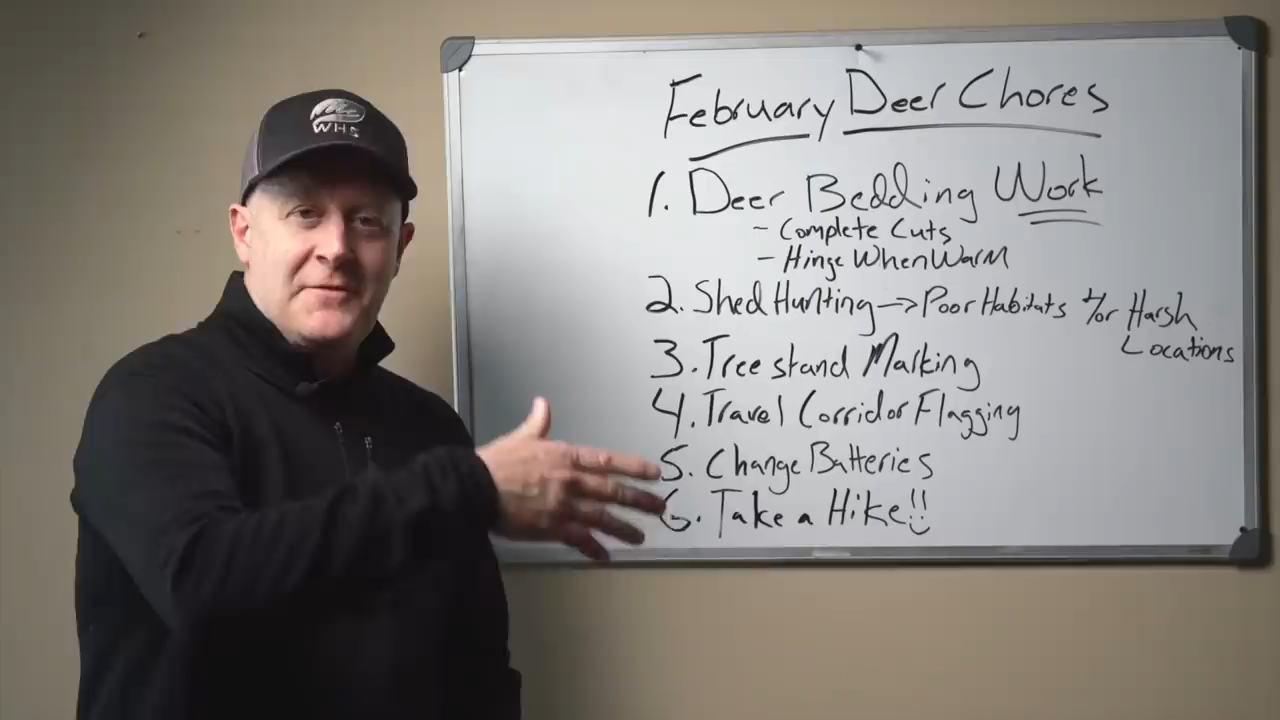 WHS
February Deer Chores
1. Deer Bedding Work
- Complete Cuts
- Hinge When Warm
2. Shed Hunting → Poor Habitats &/or Harsh
Locations
3. Tree stand Marking
4. Travel Corridor Flagging
5. Change Batteries
6. Take a Hike!!